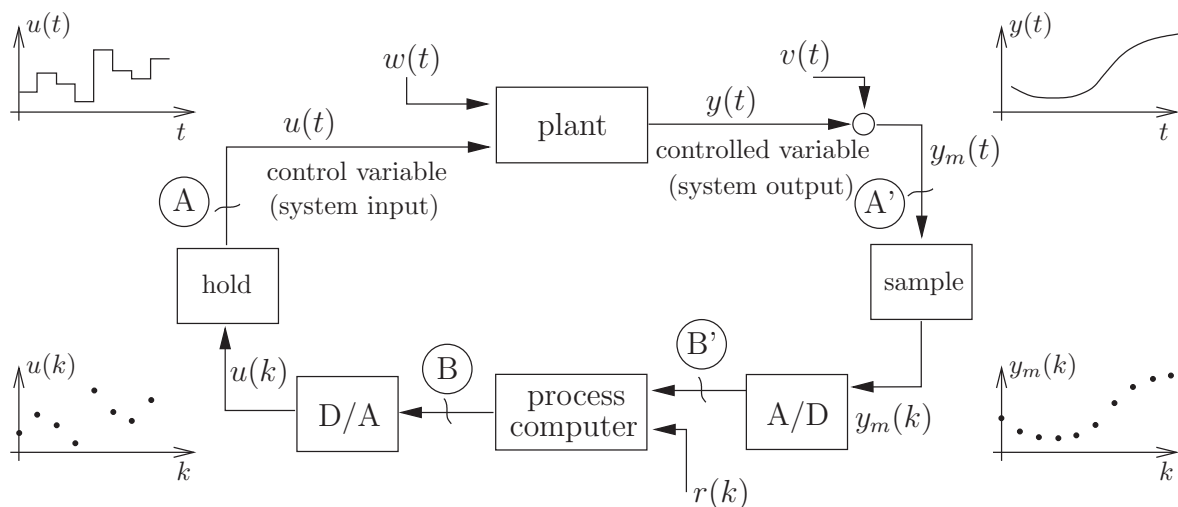 u(t)
t
w(t)
v(t)
y(t)
t
plant
u(t)
y(t)
control variable
(system input)
controlled variable
(system output)
y_m(t)
A
A'
hold
sample
u(k)
k
u(k)
B
B'
D/A
process
computer
A/D
y_m(k)
r(k)
y_m(k)
k